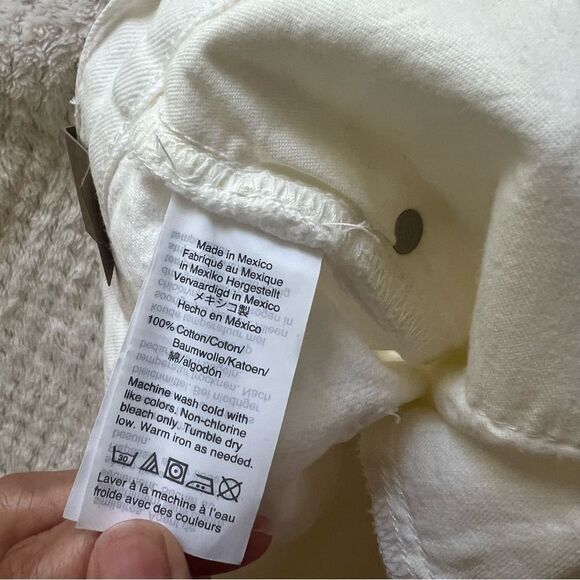 Made in Mexico
Fabriqué au Mexique
in Mexiko Hergestellt
Vervaardigd in Mexico
メキシコ製
Hecho en México
100% Cotton/Coton/
Baumwolle/Katoen/
綿/algodón
Machine wash cold with
like colors. Non-chlorine
bleach only. Tumble dry
low. Warm iron as needed.
30
Laver à la machine à l'eau
froide avec des couleurs